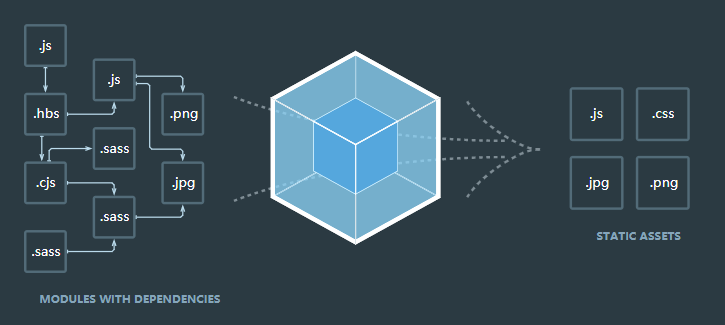 .js
.js
.hbs
.png
.sass
.cjs
.jpg
.sass
.sass
MODULES WITH DEPENDENCIES
.js
.css
.jpg
.png
STATIC ASSETS